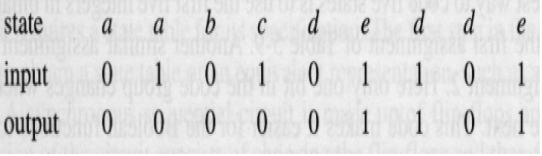 state a a b c d e d d e
input 0 1 0 1 0 1 1 0 1
output 0 0 0 0 0 1 1 0 1